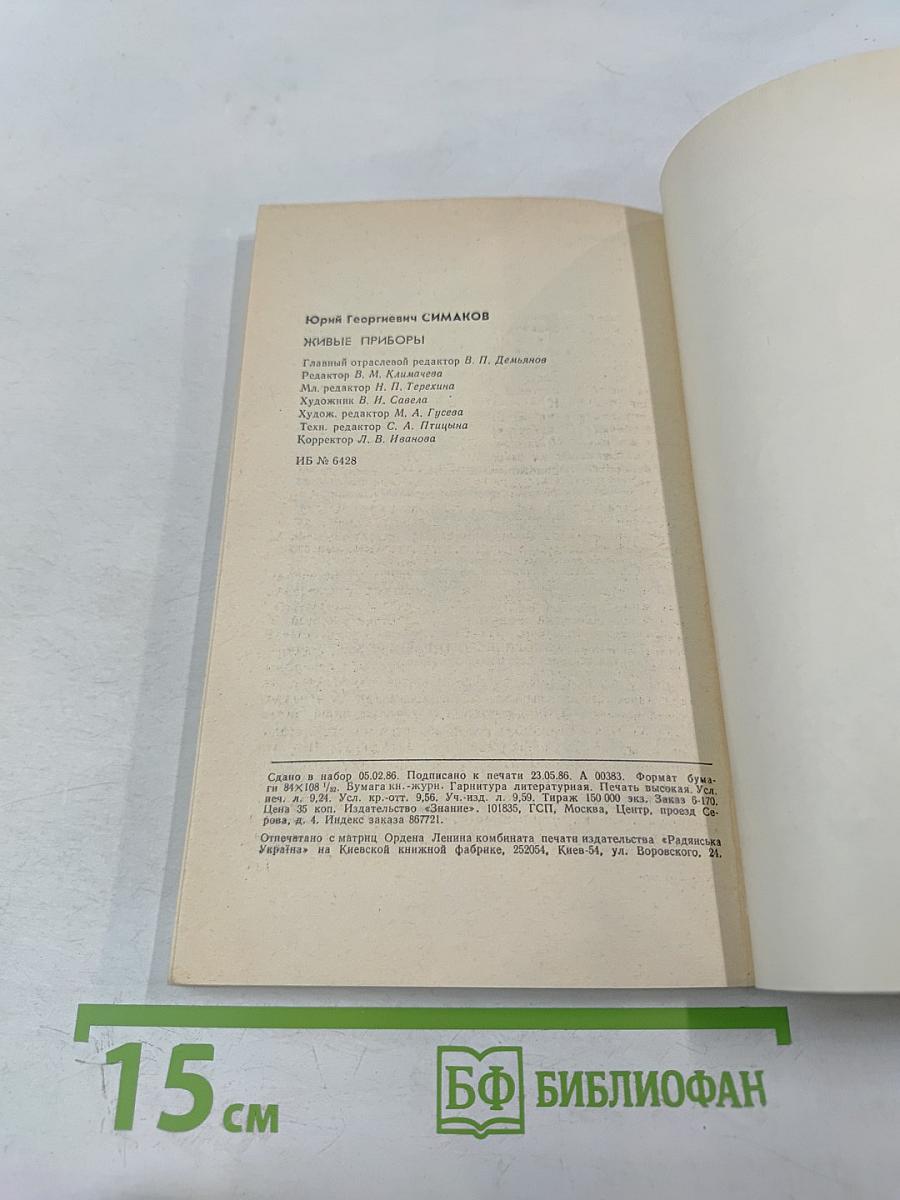 Юрий Георгиевич СИМАКОВ
ЖИВЫЕ ПРИБОРЫ
Главный отраслевой редактор В. П. Демьянов
Редактор В. М. Климачева
Мл. редактор Н. П. Терехина
Художник В. И. Савела
Худож. редактор М. А. Гусева
Техн. редактор С. А. Птицына
Корректор Л. В. Иванова
ИБ № 6428
Сдано в набор 05.02.86. Подписано к печати 23.05.86. А 00383. Формат бума-
ги 84×108 1/32. Бумага кн.-журн. Гарнитура литературная. Печать высокая. Усл.
печ. л. 9,24. Усл. кр.-отт. 9,56. Уч.-изд. л. 9,59. Тираж 150 000 экз. Заказ 6-170.
Цена 35 коп. Издательство «Знание». 101835, ГСП, Москва, Центр, проезд Се-
рова, д. 4. Индекс заказа 867721.
Отпечатано с матриц Ордена Ленина комбината печати издательства «Радянська
Україна» на Киевской книжной фабрике, 252054, Киев-54, ул. Воровского, 24.
15 см
БФ БИБЛИОФАН